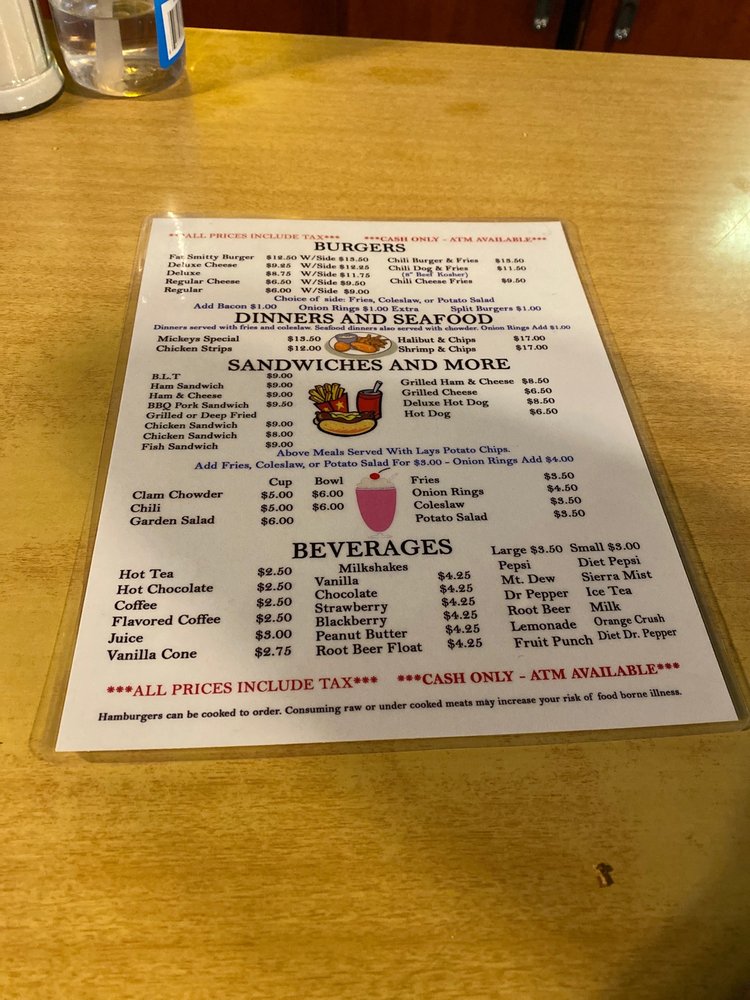 ***ALL PRICES INCLUDE TAX*** ***CASH ONLY - ATM AVAILABLE***
BURGERS
Fat Smitty Burger $12.50 W/Side $13.50
Deluxe Cheese $9.25 W/Side $12.25
Deluxe $8.75 W/Side $11.75
Regular Cheese $6.50 W/Side $9.50
Regular $6.00 W/Side $9.00
Chili Burger & Fries $13.50
Chili Dog & Fries $11.50
(8" Beef Kosher)
Chili Cheese Fries $9.50
Choice of side: Fries, Coleslaw, or Potato Salad
Add Bacon $1.00 Onion Rings $1.00 Extra Split Burgers $1.00
DINNERS AND SEAFOOD
Dinners served with fries and coleslaw. Seafood dinners also served with chowder. Onion Rings Add $1.00
Mickeys Special $13.50
Chicken Strips $12.00
Halibut & Chips $17.00
Shrimp & Chips $17.00
SANDWICHES AND MORE
B.L.T $9.00
Ham Sandwich $9.00
Ham & Cheese $9.00
BBQ Pork Sandwich $9.50
Grilled or Deep Fried
Chicken Sandwich $9.00
Chicken Sandwich $8.00
Fish Sandwich $9.00
Grilled Ham & Cheese $8.50
Grilled Cheese $6.50
Deluxe Hot Dog $8.50
Hot Dog $6.50
Above Meals Served With Lays Potato Chips.
Add Fries, Coleslaw, or Potato Salad For $3.00 - Onion Rings Add $4.00
Cup Bowl
Clam Chowder $5.00 $6.00
Chili $5.00 $6.00
Garden Salad $6.00
Fries $3.50
Onion Rings $4.50
Coleslaw $3.50
Potato Salad $3.50
BEVERAGES
Hot Tea $2.50
Hot Chocolate $2.50
Coffee $2.50
Flavored Coffee $2.50
Juice $3.00
Vanilla Cone $2.75
Milkshakes
Vanilla $4.25
Chocolate $4.25
Strawberry $4.25
Blackberry $4.25
Peanut Butter $4.25
Root Beer Float $4.25
Large $3.50 Small $3.00
Pepsi Diet Pepsi
Mt. Dew Sierra Mist
Dr Pepper Ice Tea
Root Beer Milk
Lemonade Orange Crush
Fruit Punch Diet Dr. Pepper
***ALL PRICES INCLUDE TAX*** ***CASH ONLY - ATM AVAILABLE***
Hamburgers can be cooked to order. Consuming raw or under cooked meats may increase your risk of food borne illness.